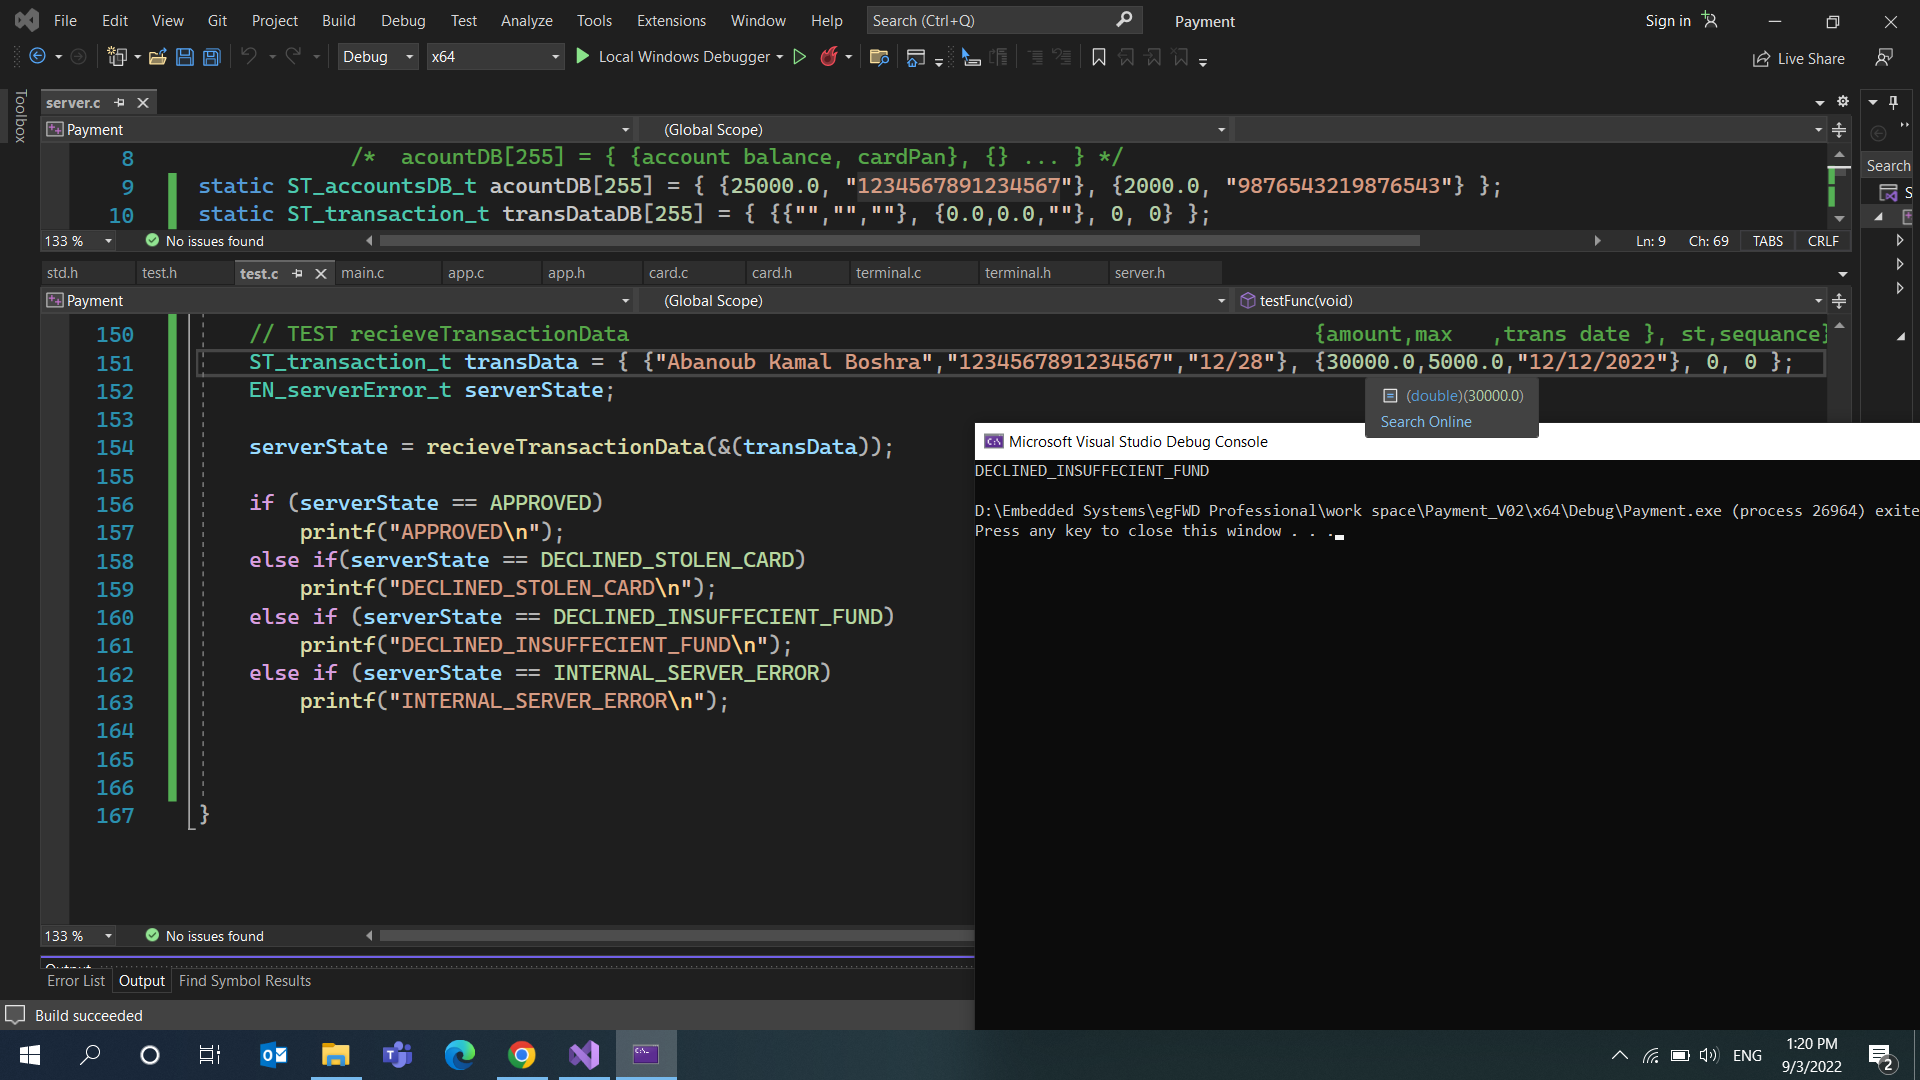 File Edit View Git Project Build Debug Test Analyze Tools Extensions Window Help Search (Ctrl+Q) Payment Sign in
Debug x64 Local Windows Debugger Live Share
Toolbox
server.c
Payment (Global Scope)
Search
8 /* acountDB[255] = { {account balance, cardPan}, {} ... } */
9 static ST_accountsDB_t acountDB[255] = { {25000.0, "1234567891234567"}, {2000.0, "9876543219876543"} };
10 static ST_transaction_t transDataDB[255] = { {{"","",""}, {0.0,0.0,""}, 0, 0} };
133 % No issues found Ln: 9 Ch: 69 TABS CRLF
std.h test.h test.c main.c app.c app.h card.c card.h terminal.c terminal.h server.h
Payment (Global Scope) testFunc(void)
150 // TEST recieveTransactionData {amount,max ,trans date }, st,sequance}
151 ST_transaction_t transData = { {"Abanoub Kamal Boshra","1234567891234567","12/28"}, {30000.0,5000.0,"12/12/2022"}, 0, 0 };
152 EN_serverError_t serverState;
(double)(30000.0)
Search Online
153
154 serverState = recieveTransactionData(&(transData));
155
156 if (serverState == APPROVED)
157 printf("APPROVED\n");
158 else if(serverState == DECLINED_STOLEN_CARD)
159 printf("DECLINED_STOLEN_CARD\n");
160 else if (serverState == DECLINED_INSUFFECIENT_FUND)
161 printf("DECLINED_INSUFFECIENT_FUND\n");
162 else if (serverState == INTERNAL_SERVER_ERROR)
163 printf("INTERNAL_SERVER_ERROR\n");
164
165
166
167 }
Microsoft Visual Studio Debug Console
DECLINED_INSUFFECIENT_FUND
D:\Embedded Systems\egFWD Professional\work space\Payment_V02\x64\Debug\Payment.exe (process 26964) exite
Press any key to close this window . . .
133 % No issues found
Output
Error List Output Find Symbol Results
Build succeeded
ENG
1:20 PM
9/3/2022
2